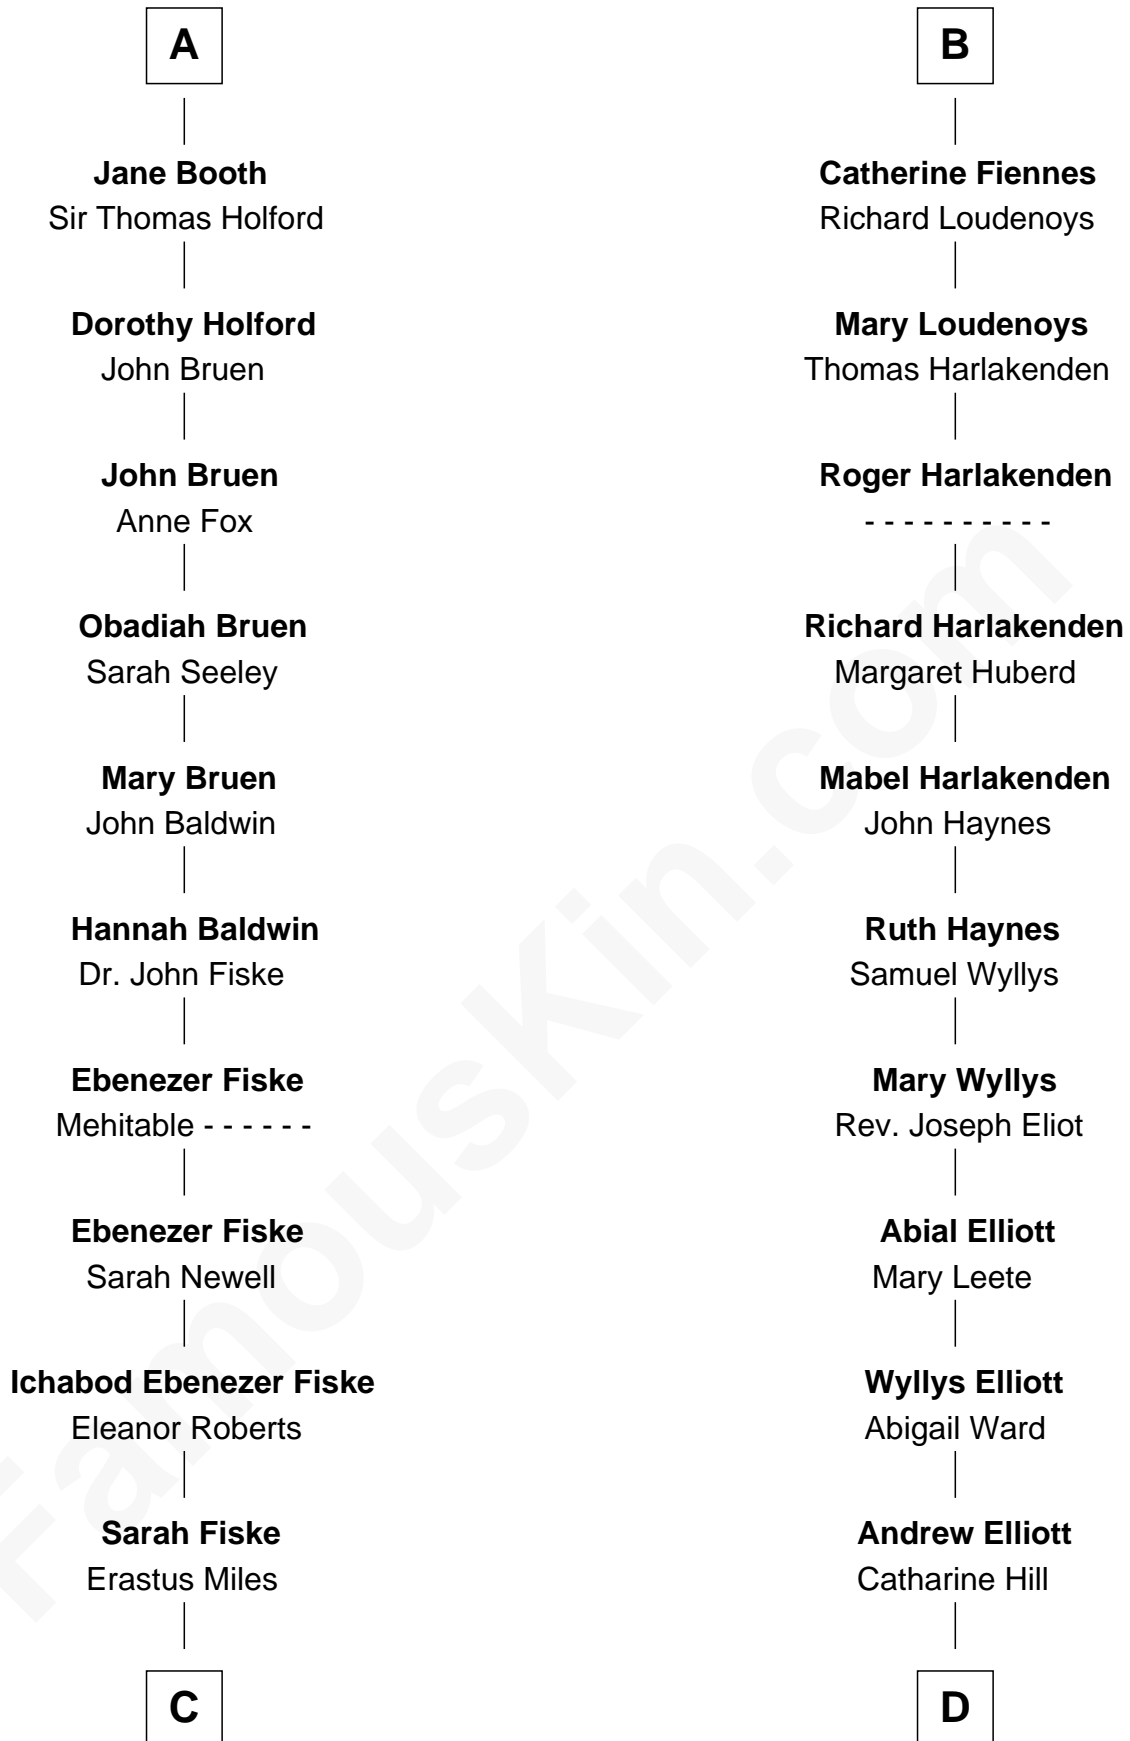 A
Jane Booth
Sir Thomas Holford
Dorothy Holford
John Bruen
John Bruen
Anne Fox
Obadiah Bruen
Sarah Seeley
Mary Bruen
John Baldwin
Hannah Baldwin
Dr. John Fiske
Ebenezer Fiske
Mehitable - - - - - -
Ebenezer Fiske
Sarah Newell
Ichabod Ebenezer Fiske
Eleanor Roberts
Sarah Fiske
Erastus Miles
C
B
Catherine Fiennes
Richard Loudenoys
Mary Loudenoys
Thomas Harlakenden
Roger Harlakenden
- - - - - - - - - -
Richard Harlakenden
Margaret Huberd
Mabel Harlakenden
John Haynes
Ruth Haynes
Samuel Wyllys
Mary Wyllys
Rev. Joseph Eliot
Abial Elliott
Mary Leete
Wyllys Elliott
Abigail Ward
Andrew Elliott
Catharine Hill
D
FamousKin.com